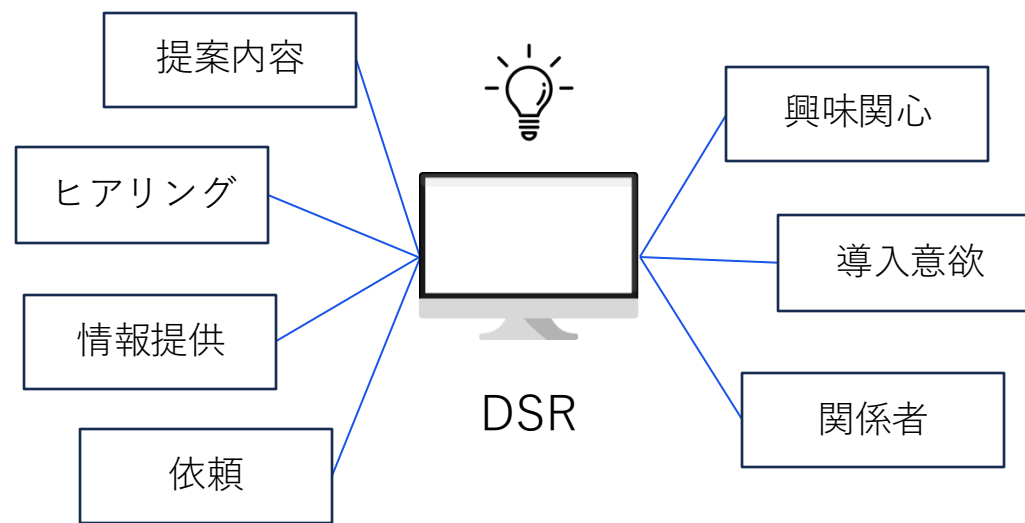 提案内容
ヒアリング
情報提供
依頼
DSR
興味関心
導入意欲
関係者